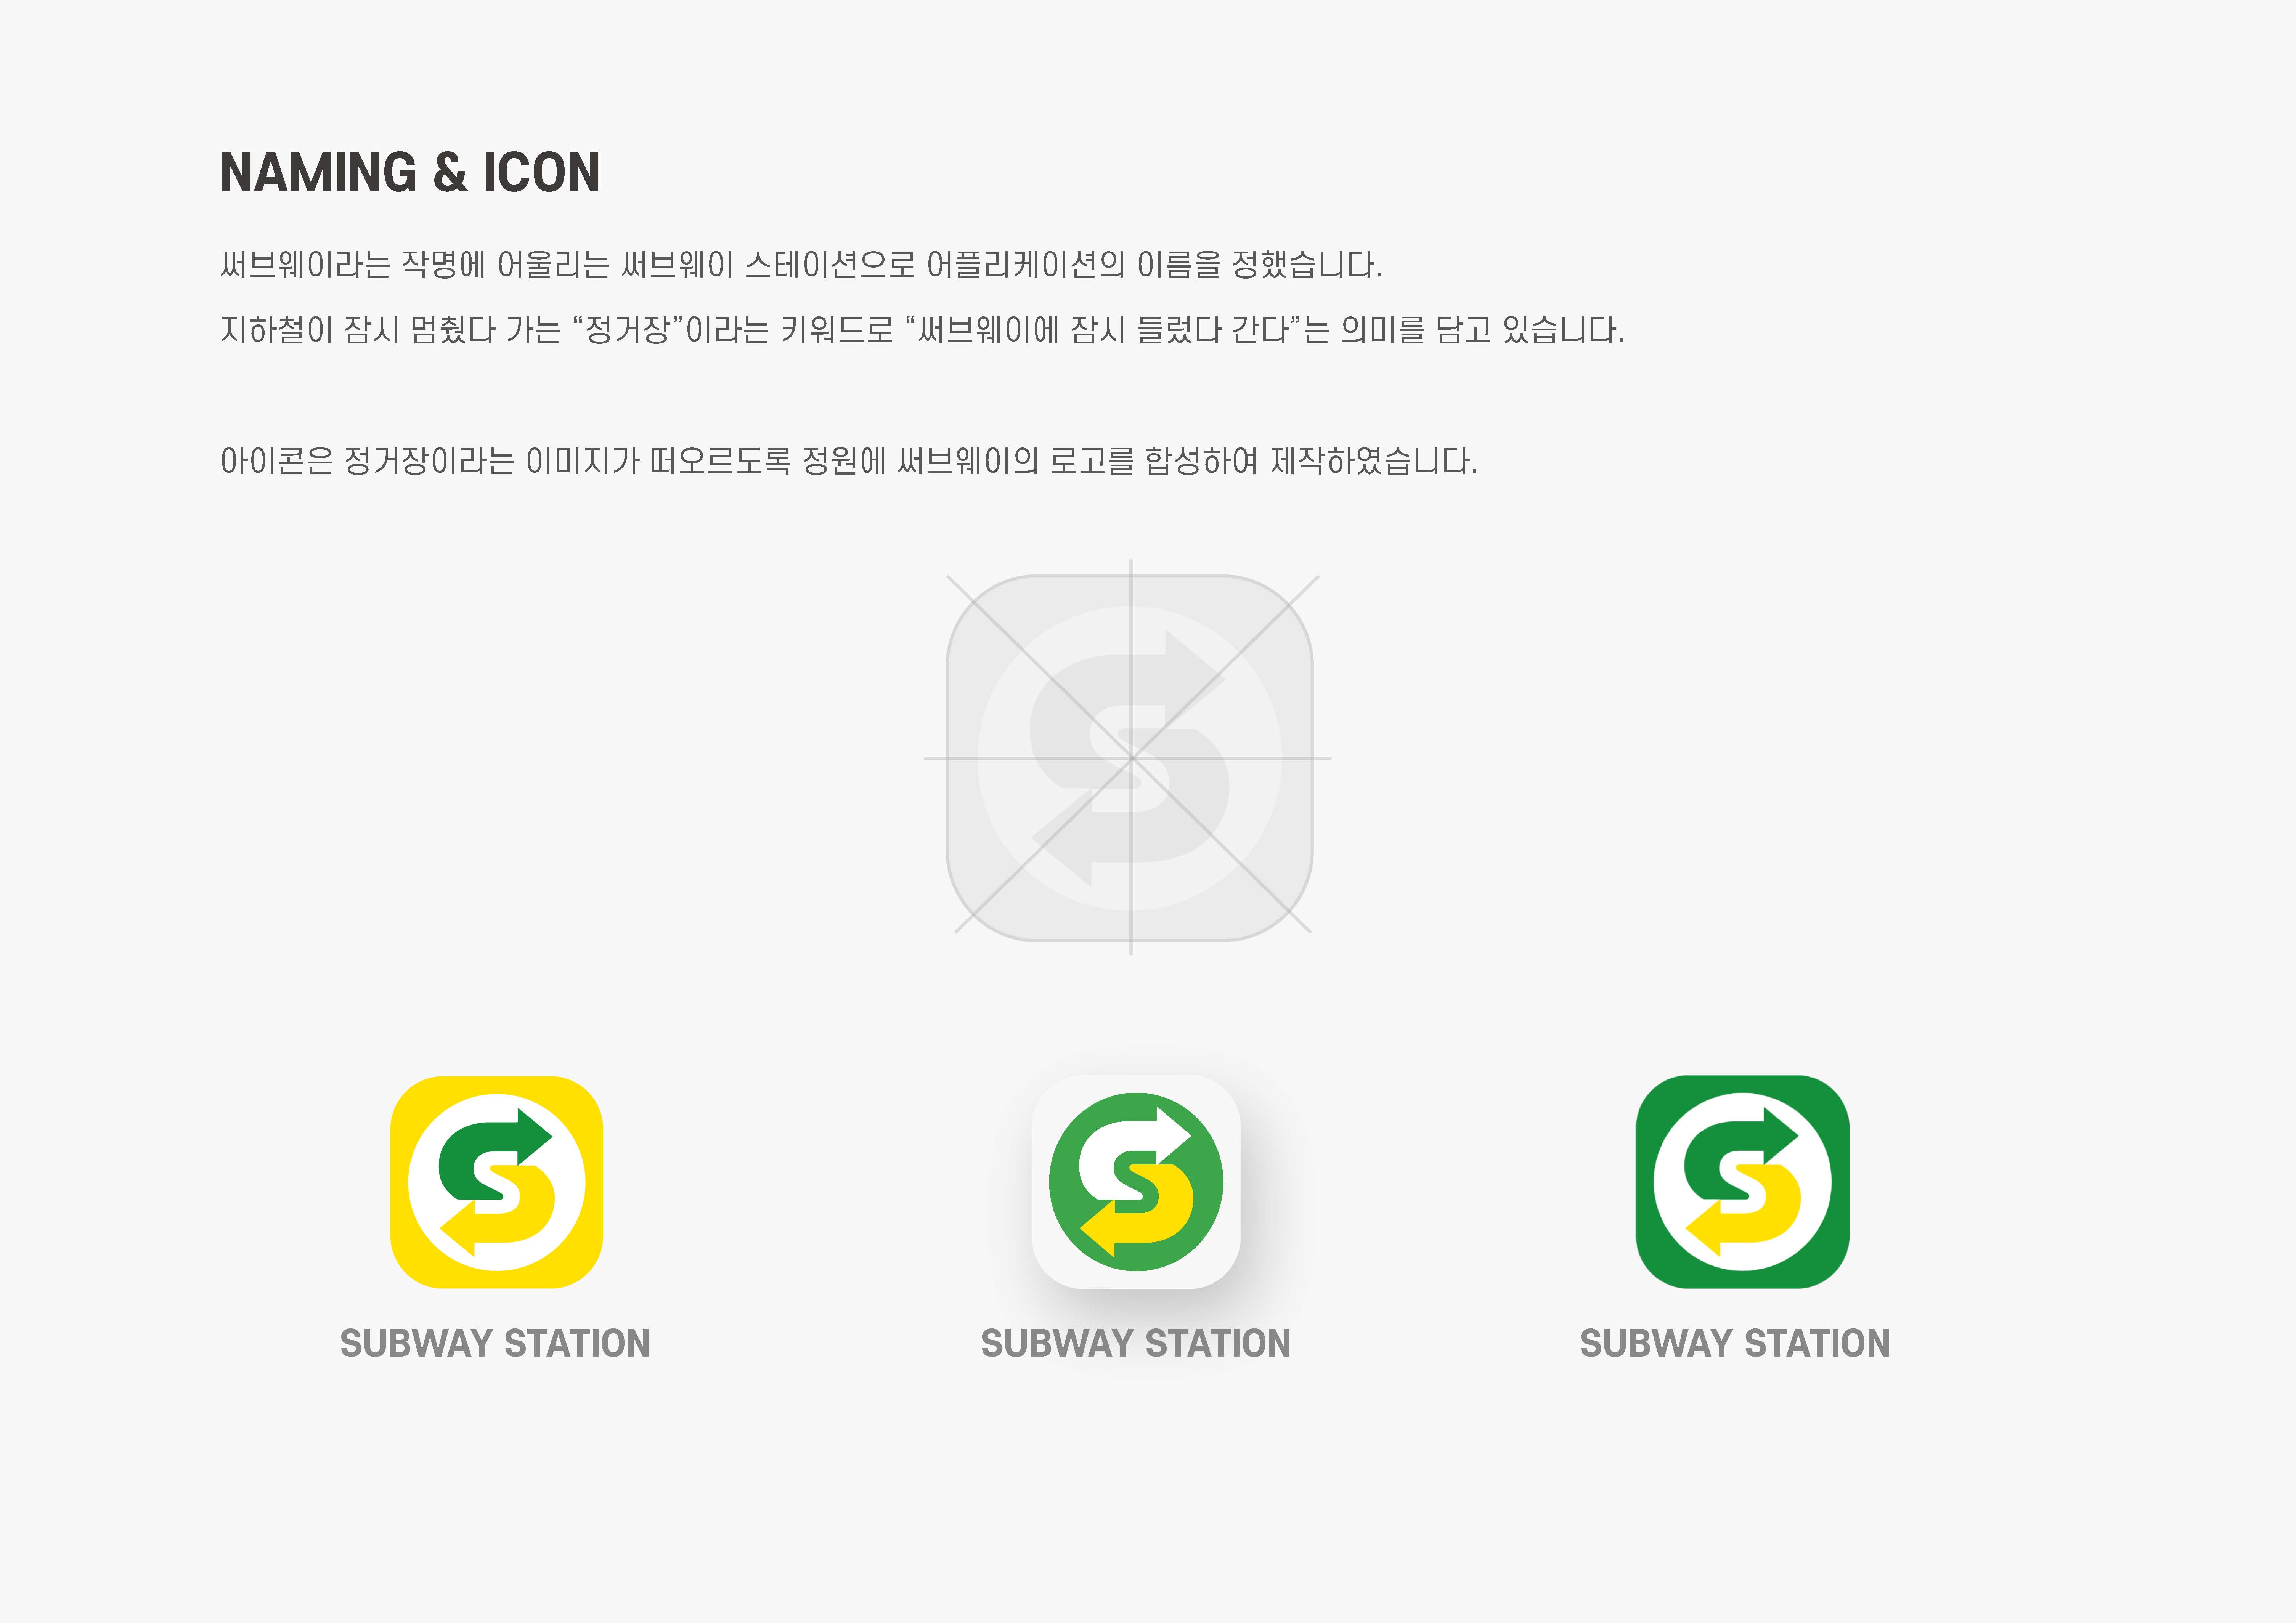 NAMING & ICON
써브웨이라는 작명에 어울리는 써브웨이 스테이션으로 어플리케이션의 이름을 정했습니다.
지하철이 잠시 멈췄다 가는 “정거장”이라는 키워드로 “써브웨이에 잠시 들렀다 간다”는 의미를 담고 있습니다.
아이콘은 정거장이라는 이미지가 떠오르도록 정원에 써브웨이의 로고를 합성하여 제작하였습니다.
S
S S S
SUBWAY STATION SUBWAY STATION SUBWAY STATION